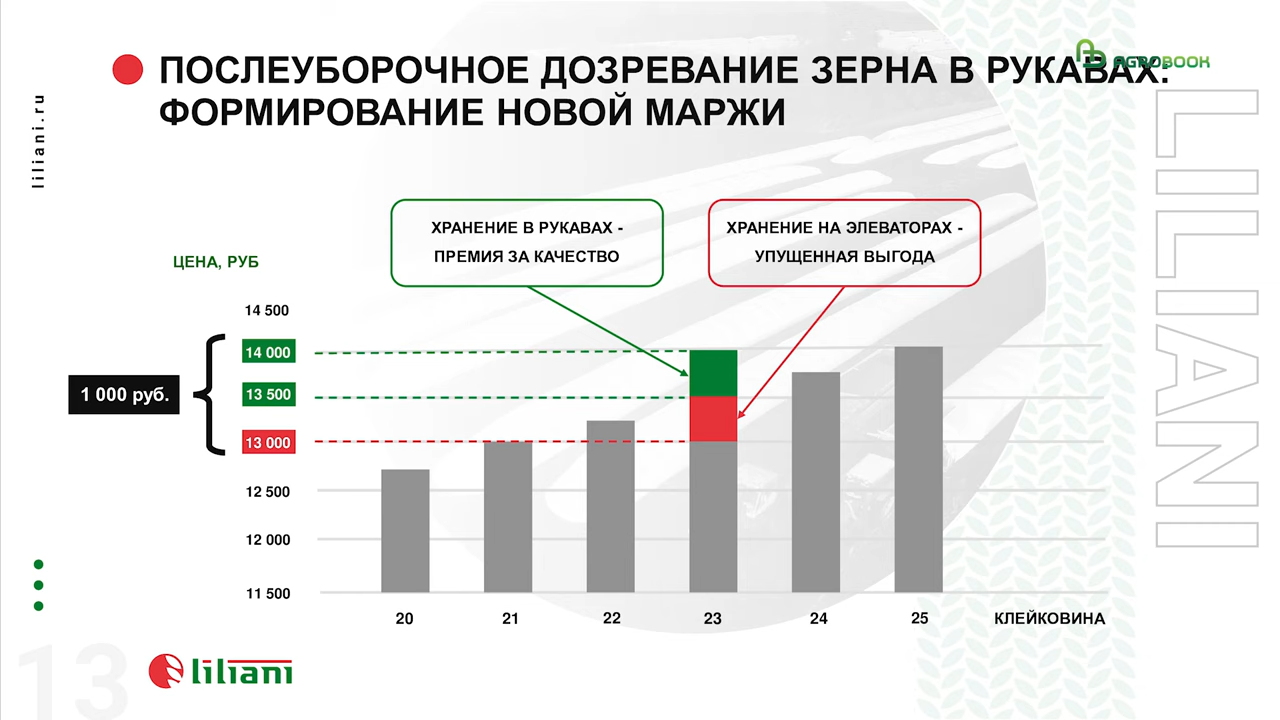 ПОСЛЕУБОРОЧНОЕ ДОЗРЕВАНИЕ ЗЕРНА В РУКАВАХ:
ФОРМИРОВАНИЕ НОВОЙ МАРЖИ
AGROBOOK
liliani.ru
LILIANI
ХРАНЕНИЕ В РУКАВАХ -
ПРЕМИЯ ЗА КАЧЕСТВО
ХРАНЕНИЕ НА ЭЛЕВАТОРАХ -
УПУЩЕННАЯ ВЫГОДА
ЦЕНА, РУБ
14 500
14 000
13 500
13 000
12 500
12 000
11 500
1 000 руб.
20 21 22 23 24 25 КЛЕЙКОВИНА
13
liliani